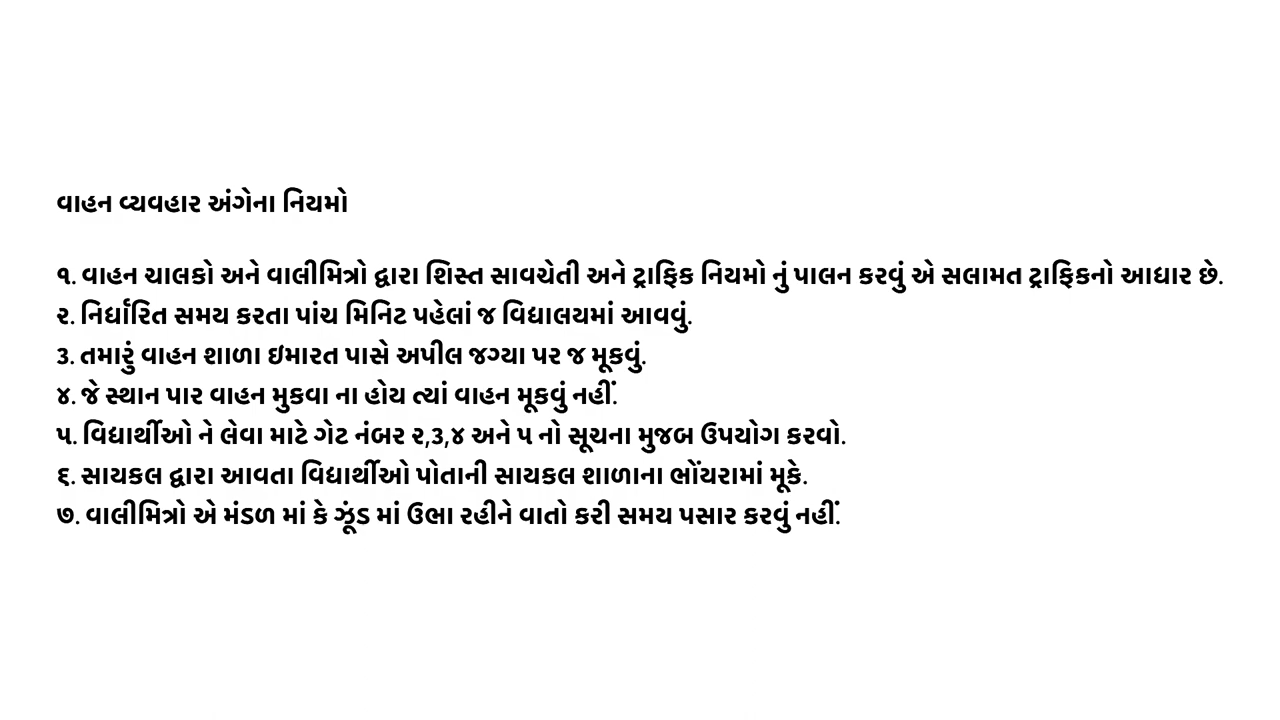 વાહન વ્યવહાર અંગેના નિયમો
૧. વાહન ચાલકો અને વાલીમિત્રો દ્વારા શિસ્ત સાવચેતી અને ટ્રાફિક નિયમો નું પાલન કરવું એ સલામત ટ્રાફિકનો આધાર છે.
૨. નિર્ધાંરિત સમય કરતા પાંચ મિનિટ પહેલાં જ વિદ્યાલયમાં આવવું.
૩. તમારું વાહન શાળા ઇમારત પાસે અપીલ જગ્યા પર જ મૂકવું.
૪. જે સ્થાન પાર વાહન મુકવા ના હોય ત્યાં વાહન મૂકવું નહીં.
૫. વિદ્યાર્થીઓ ને લેવા માટે ગેટ નંબર ૨,૩,૪ અને ૫ નો સૂચના મુજબ ઉપયોગ કરવો.
૬. સાયકલ દ્વારા આવતા વિદ્યાર્થીઓ પોતાની સાયકલ શાળાના ભોંયરામાં મૂકે.
૭. વાલીમિત્રો એ મંડળ માં કે ઝૂંડ માં ઉભા રહીને વાતો કરી સમય પસાર કરવું નહીં.